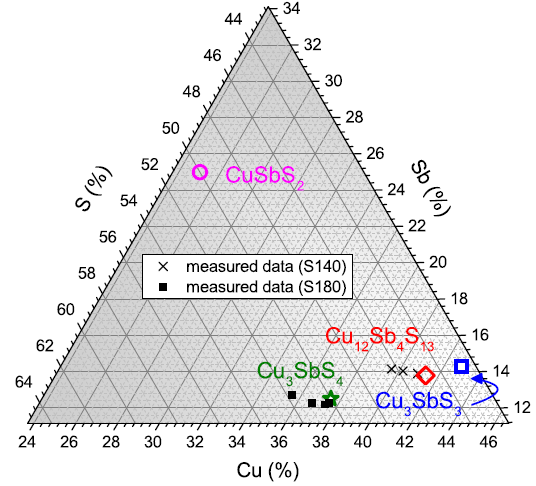 34
44
32
46
30
48
28
50
26
52
CuSbS₂
24
S (%)
Sb (%)
54
22
56
20
measured data (S140)
58
measured data (S180)
18
60
16
Cu₁₂Sb₄S₁₃
62
14
Cu₃SbS₄
64
Cu₃SbS₃
12
24 26 28 30 32 34 36 38 40 42 44 46
Cu (%)